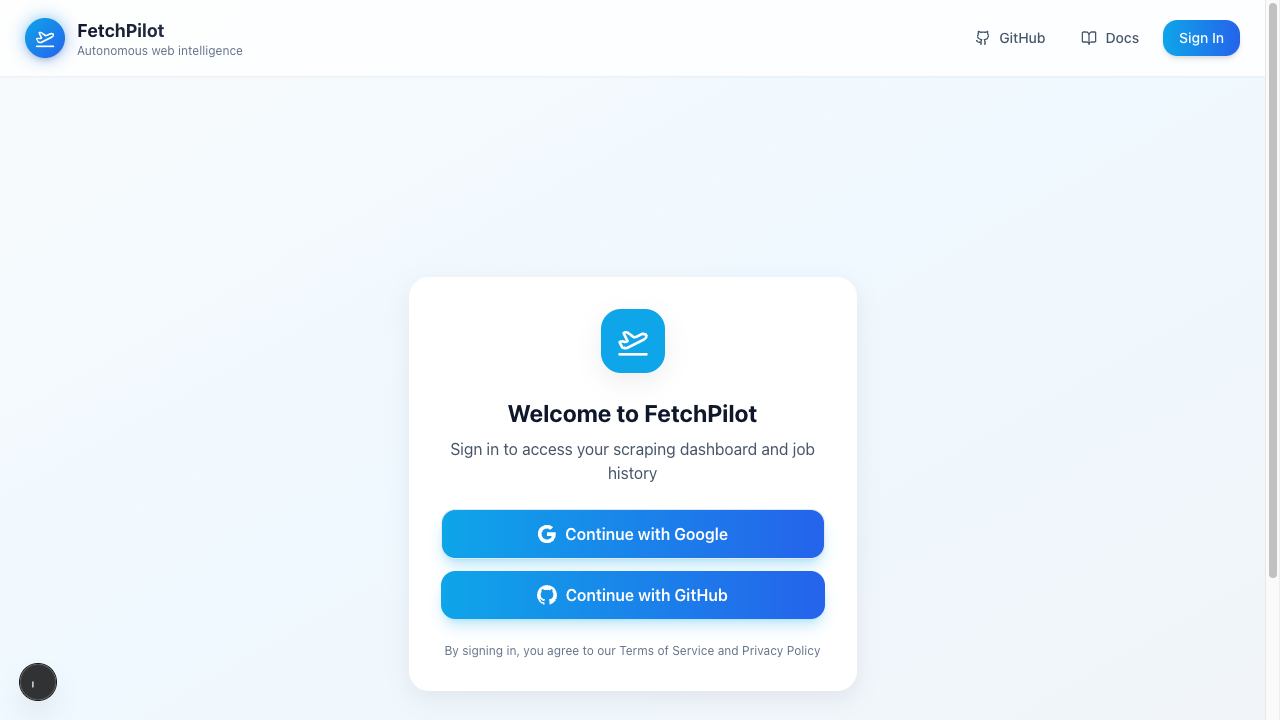 FetchPilot
Autonomous web intelligence
GitHub
Docs
Sign In
Welcome to FetchPilot
Sign in to access your scraping dashboard and job
history
Continue with Google
Continue with GitHub
By signing in, you agree to our Terms of Service and Privacy Policy